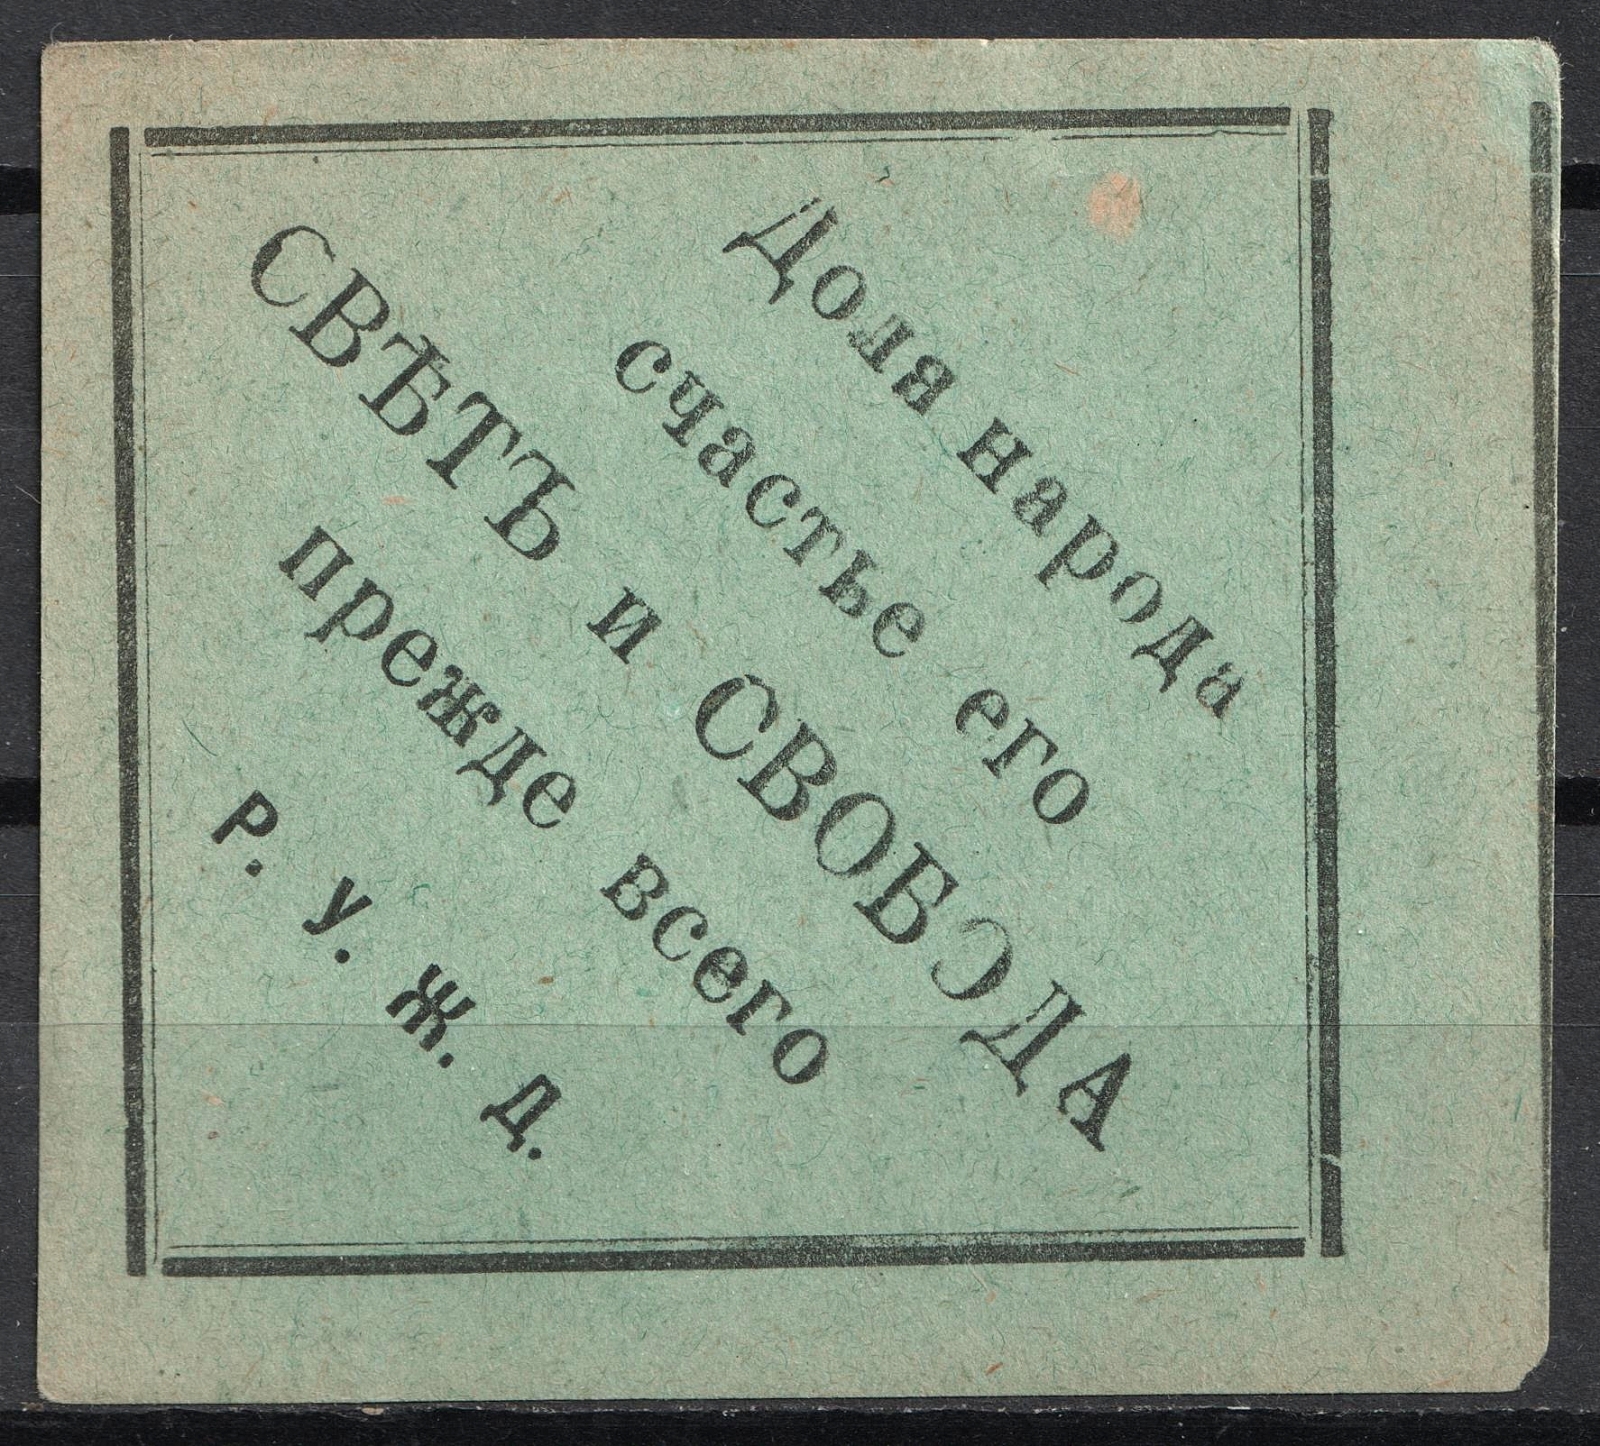 Доля народа
счастье его
СВѢТЪ и СВОБОДА
прежде всего
Р. У. Ж. Д.